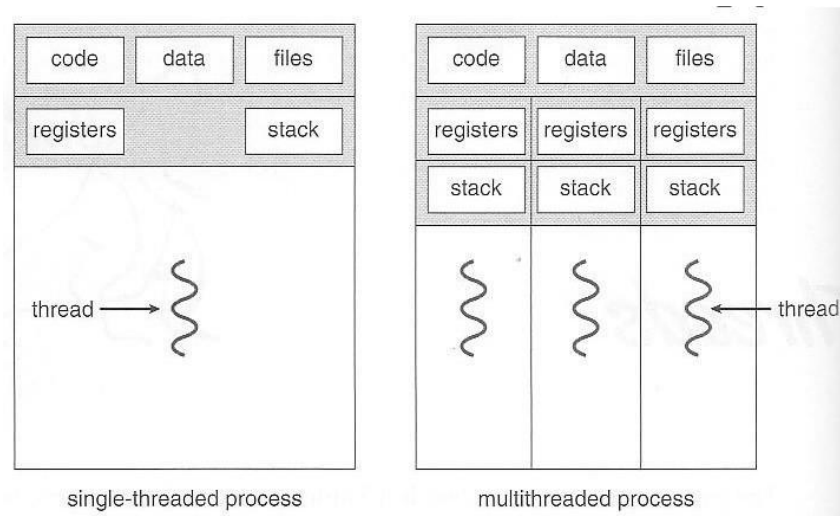 code data files
registers stack
thread
single-threaded process
code data files
registers registers registers
stack stack stack
thread
multithreaded process